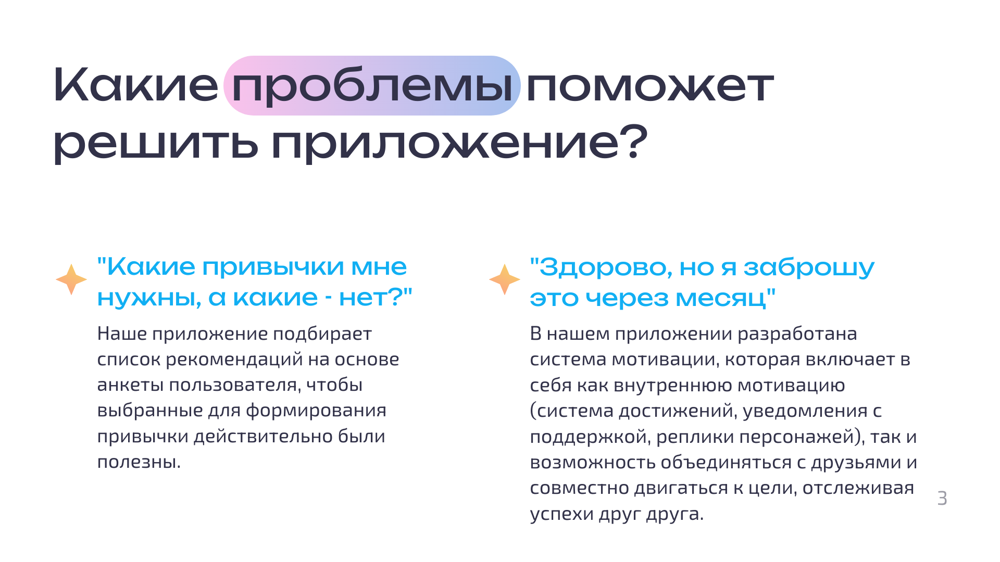 Какие проблемы поможет
решить приложение?
"Какие привычки мне
нужны, а какие - нет?"
Наше приложение подбирает
список рекомендаций на основе
анкеты пользователя, чтобы
выбранные для формирования
привычки действительно были
полезны.
"Здорово, но я заброшу
это через месяц"
В нашем приложении разработана
система мотивации, которая включает в
себя как внутреннюю мотивацию
(система достижений, уведомления с
поддержкой, реплики персонажей), так и
возможность объединяться с друзьями и
совместно двигаться к цели, отслеживая
успехи друг друга.
3